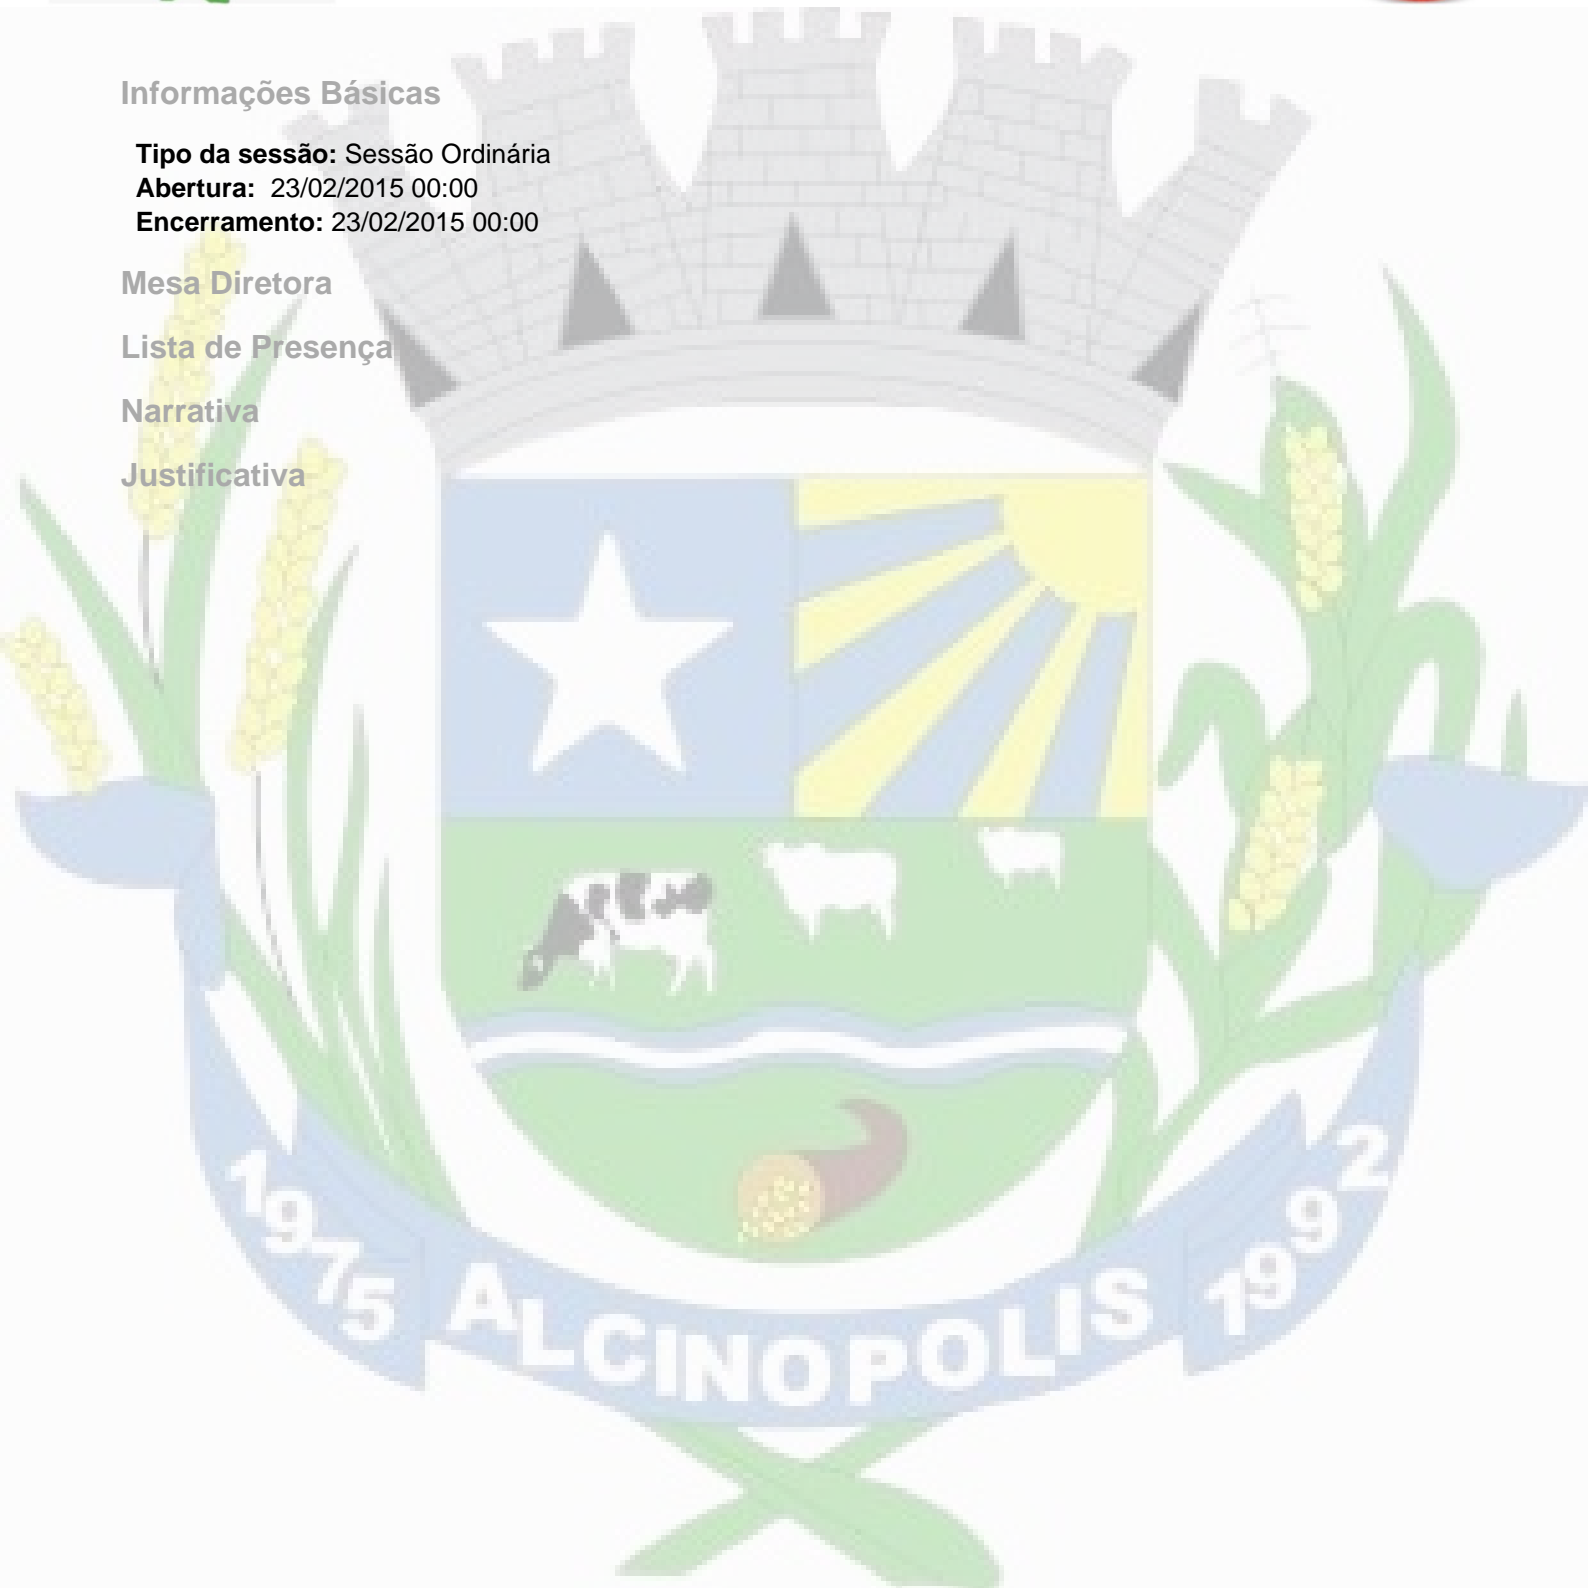 Informações Básicas
Tipo da sessão: Sessão Ordinária
Abertura: 23/02/2015 00:00
Encerramento: 23/02/2015 00:00
Mesa Diretora
Lista de Presença
Narrativa
Justificativa
1975 ALCINOPOLIS 1992